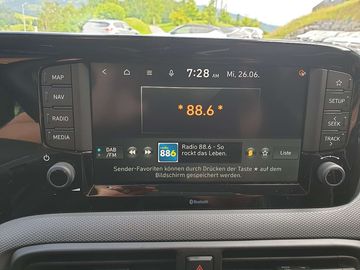 MAP
NAV
RADIO
MEDIA
7:28 AM Mi, 26.06.
* 88.6 *
DAB
/FM
886
Radio 88.6 - So
rockt das Leben.
Liste
Sender-Favoriten können durch Drücken der Taste ★ auf dem
Bildschirm gespeichert werden.
SETUP
SEEK
TRACK
Bluetooth